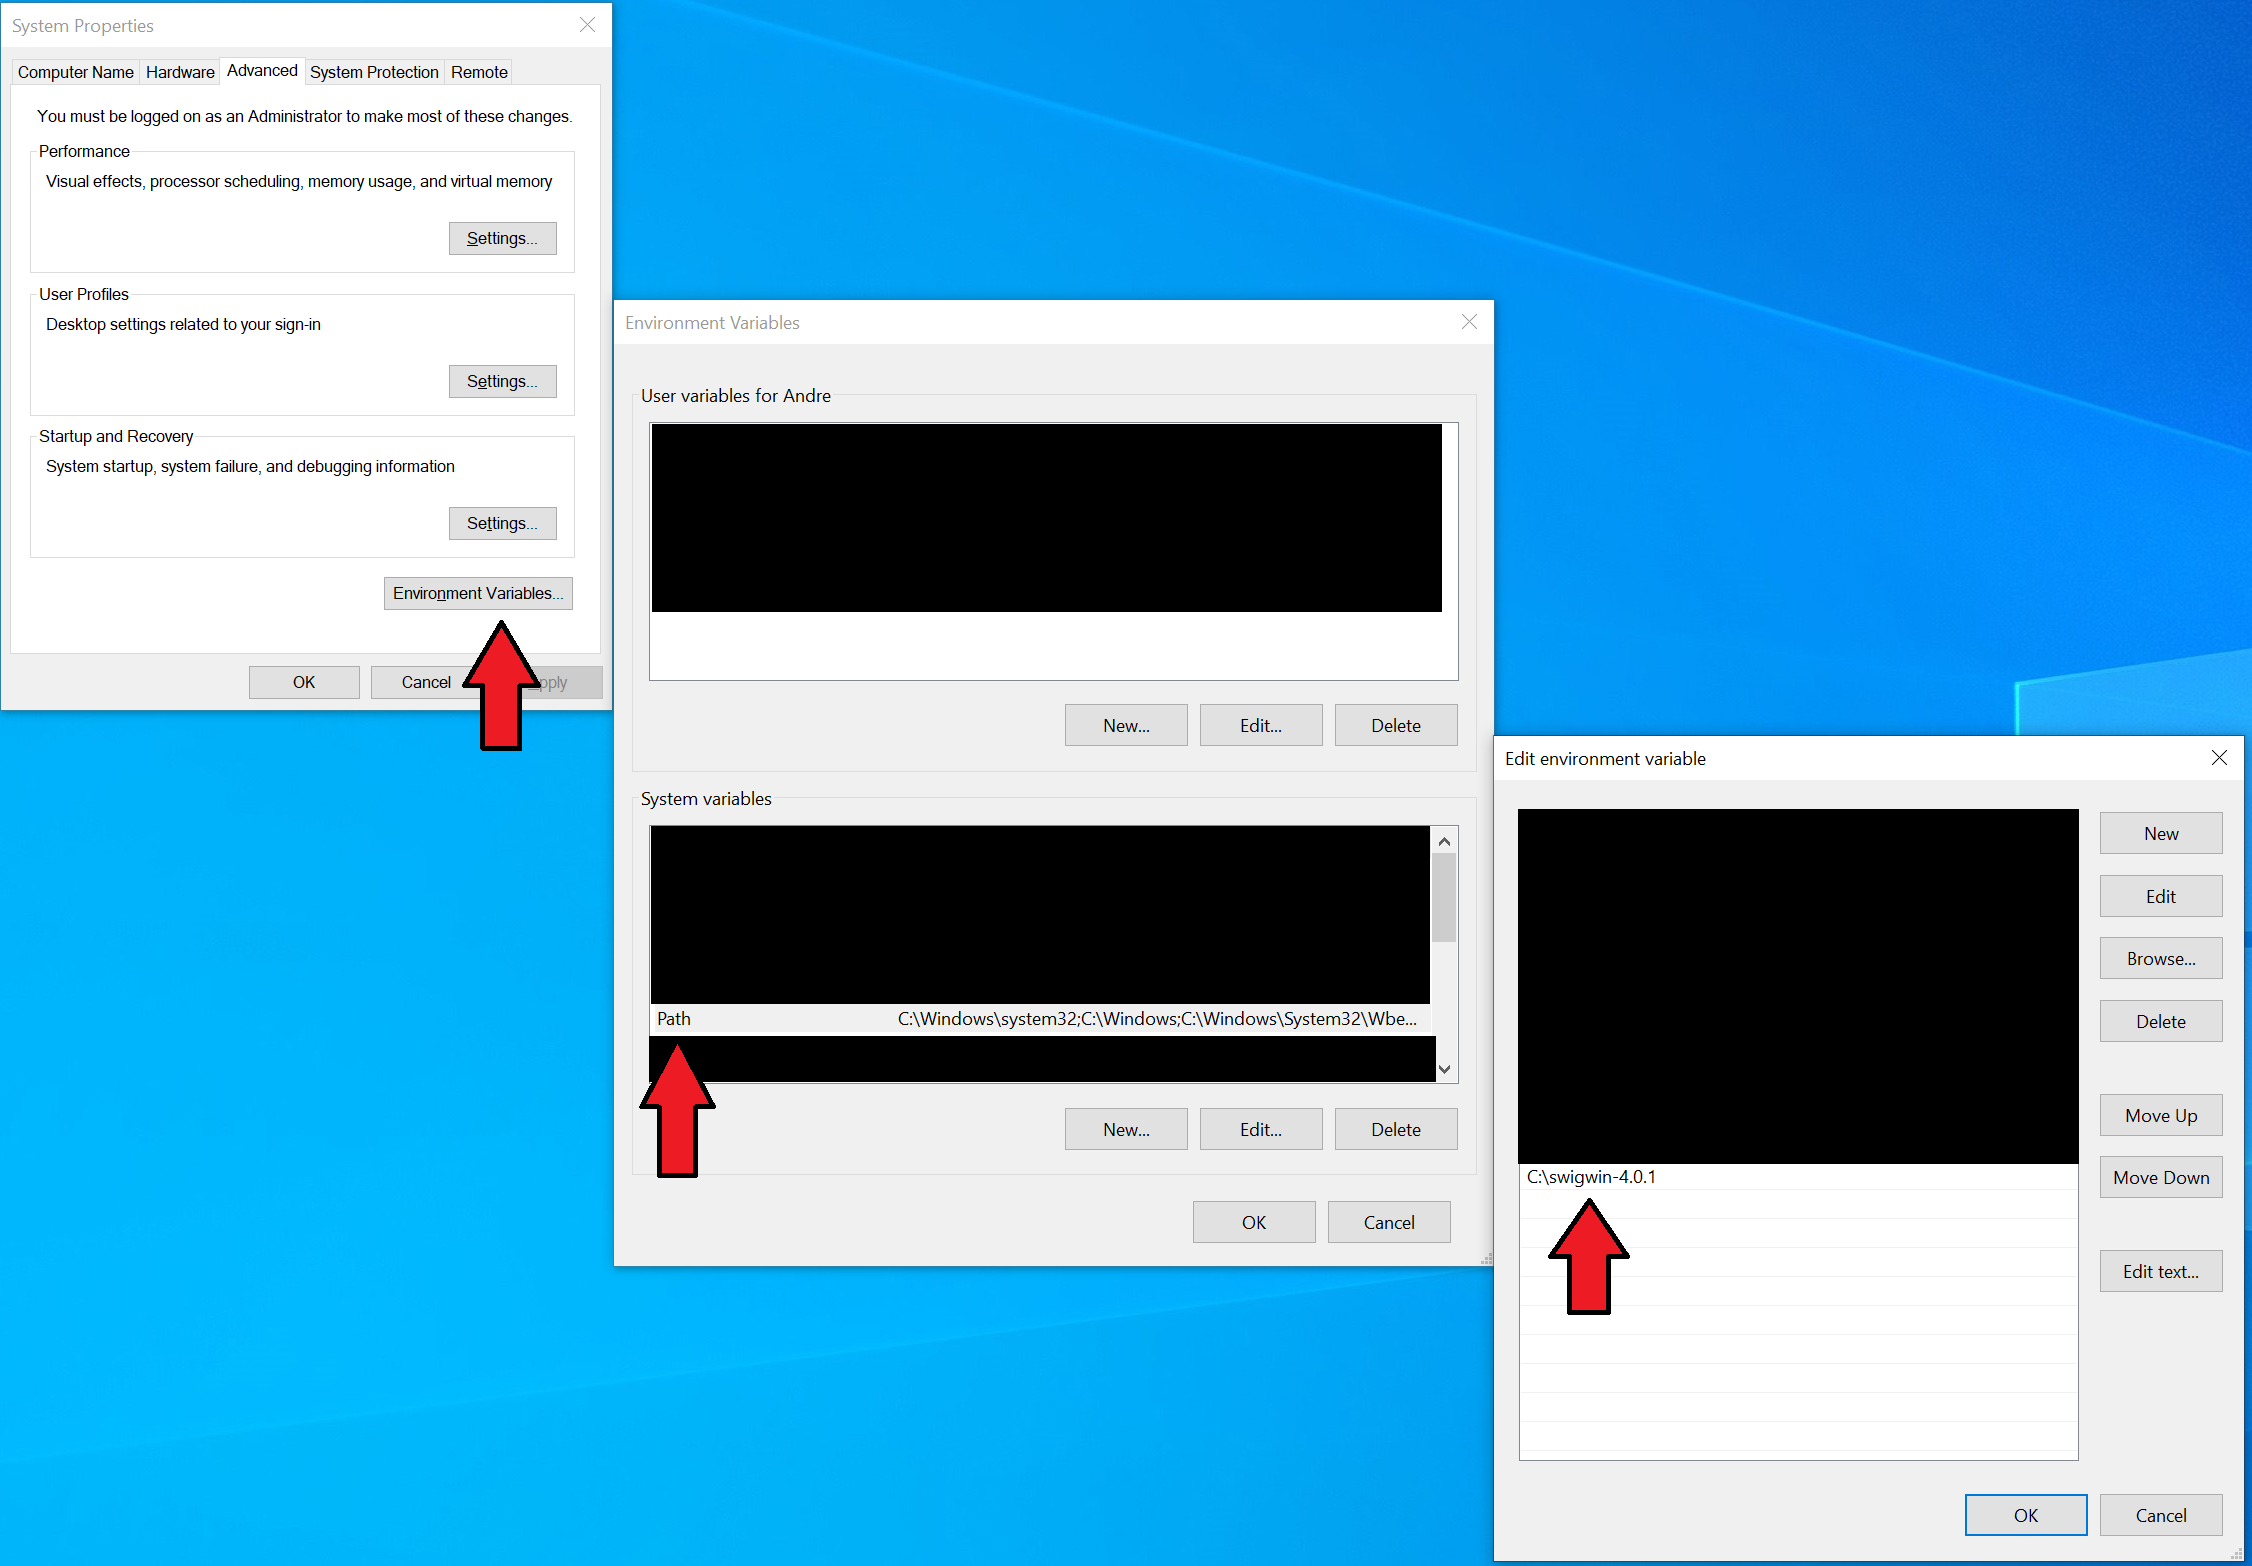 System Properties
Computer Name Hardware Advanced System Protection Remote
You must be logged on as an Administrator to make most of these changes.
Performance
Visual effects, processor scheduling, memory usage, and virtual memory
Settings...
User Profiles
Desktop settings related to your sign-in
Settings...
Startup and Recovery
System startup, system failure, and debugging information
Settings...
Environment Variables...
OK Cancel
Environment Variables
User variables for Andre
New... Edit... Delete
System variables
Path C:\Windows\system32;C:\Windows;C:\Windows\System32\Wbe...
New... Edit... Delete
OK Cancel
Edit environment variable
New
Edit
Browse...
Delete
Move Up
C:\swigwin-4.0.1
Move Down
Edit text...
OK Cancel